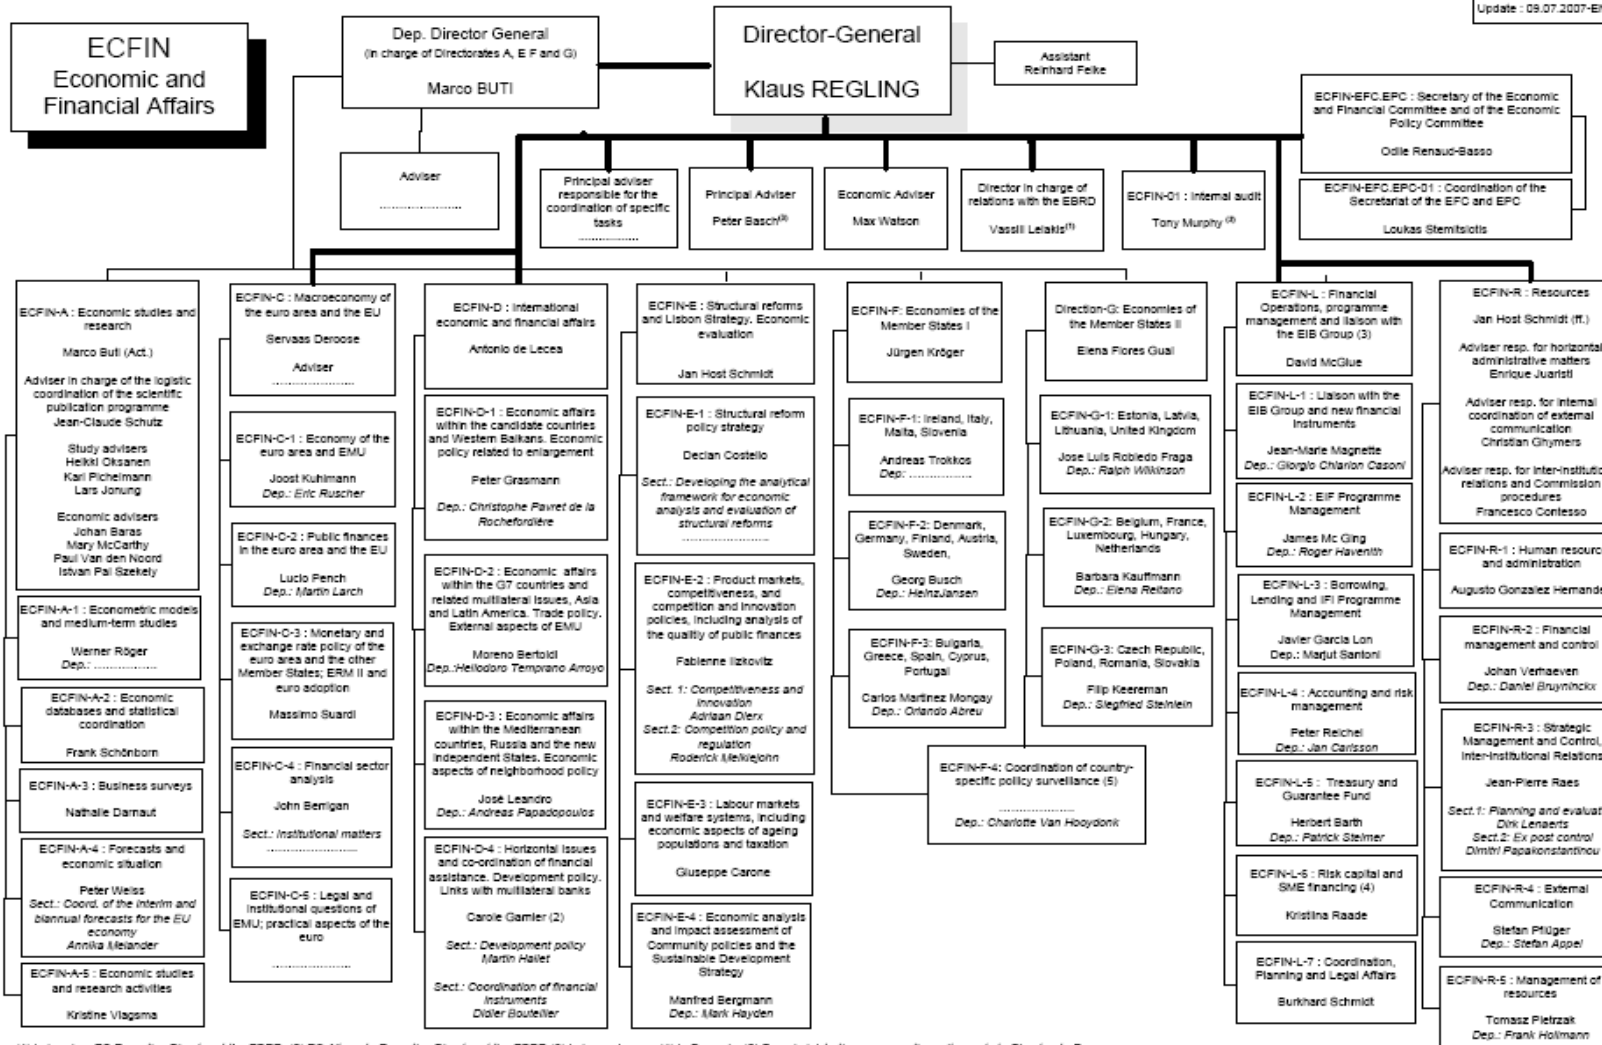 Update : 09.07.2007-EN
ECFIN
Economic and
Financial Affairs
Dep. Director General
(In charge of Directorates A, E F and G)
Marco BUTI
Director-General
Klaus REGLING
Assistant
Reinhard Felke
ECFIN-EFC.EPC : Secretary of the Economic
and Financial Committee and of the Economic
Policy Committee
Odile Renaud-Basso
ECFIN-EFC.EPC-01 : Coordination of the
Secretariat of the EFC and EPC
Loukas Stemitsiotis
Adviser
....................
Principal adviser
responsible for the
coordination of specific
tasks
...............
Principal Adviser
Peter Basch(3)
Economic Adviser
Max Watson
Director in charge of
relations with the EBRD
Vassili Lelakis(1)
ECFIN-01 : Internal audit
Tony Murphy (2)
ECFIN-A : Economic studies and
research
Marco Buti (Act.)
Adviser in charge of the logistic
coordination of the scientific
publication programme
Jean-Claude Schutz
Study advisers
Heikki Oksanen
Karl Pichelmann
Lars Jonung
Economic advisers
Johan Baras
Mary McCarthy
Paul Van den Noord
Istvan Pal Szekely
ECFIN-A-1 : Econometric models
and medium-term studies
Werner Röger
Dep.: ....................
ECFIN-A-2 : Economic
databases and statistical
coordination
Frank Schönborn
ECFIN-A-3 : Business surveys
Nathalie Darnaut
ECFIN-A-4 : Forecasts and
economic situation
Peter Weiss
Sect.: Coord. of the interim and
biannual forecasts for the EU
economy
Annika Melander
ECFIN-A-5 : Economic studies
and research activities
Kristine Vlagsma
ECFIN-C : Macroeconomy of
the euro area and the EU
Servaas Deroose
Adviser
....................
ECFIN-C-1 : Economy of the
euro area and EMU
Joost Kuhlmann
Dep.: Eric Ruscher
ECFIN-C-2 : Public finances
in the euro area and the EU
Lucio Pench
Dep.: Martin Larch
ECFIN-C-3 : Monetary and
exchange rate policy of the
euro area and the other
Member States; ERM II and
euro adoption
Massimo Suardi
ECFIN-C-4 : Financial sector
analysis
John Berrigan
Sect.: Institutional matters
....................
ECFIN-C-5 : Legal and
institutional questions of
EMU; practical aspects of the
euro
....................
ECFIN-D : International
economic and financial affairs
Antonio de Lecea
ECFIN-D-1 : Economic affairs
within the candidate countries
and Western Balkans. Economic
policy related to enlargement
Peter Grasmann
Dep.: Christophe Pavret de la
Rochefordière
ECFIN-D-2 : Economic affairs
within the G7 countries and
related multilateral issues, Asia
and Latin America. Trade policy.
External aspects of EMU
Moreno Bertoldi
Dep.:Heliodoro Temprano Arroyo
ECFIN-D-3 : Economic affairs
within the Mediterranean
countries, Russia and the new
Independent States. Economic
aspects of neighborhood policy
José Leandro
Dep.: Andreas Papadopoulos
ECFIN-D-4 : Horizontal issues
and co-ordination of financial
assistance. Development policy.
Links with multilateral banks
Carole Garnier (2)
Sect.: Development policy
Martin Hallet
Sect.: Coordination of financial
instruments
Didier Bouteiller
ECFIN-E : Structural reforms
and Lisbon Strategy. Economic
evaluation
Jan Host Schmidt
ECFIN-E-1 : Structural reform
policy strategy
Declan Costello
Sect.: Developing the analytical
framework for economic
analysis and evaluation of
structural reforms
....................
ECFIN-E-2 : Product markets,
competitiveness, and
competition and innovation
policies, including analysis of
the quality of public finances
Fabienne Ilzkovitz
Sect. 1: Competitiveness and
innovation
Adriaan Dierx
Sect.2: Competition policy and
regulation
Roderick Meiklejohn
ECFIN-E-3 : Labour markets
and welfare systems, including
economic aspects of ageing
populations and taxation
Giuseppe Carone
ECFIN-E-4 : Economic analysis
and impact assessment of
Community policies and the
Sustainable Development
Strategy
Manfred Bergmann
Dep.: Mark Hayden
ECFIN-F: Economies of the
Member States I
Jürgen Kröger
ECFIN-F-1: Ireland, Italy,
Malta, Slovenia
Andreas Trokkos
Dep: ....................
ECFIN-F-2: Denmark,
Germany, Finland, Austria,
Sweden,
Georg Busch
Dep.: HeinzJansen
ECFIN-F-3: Bulgaria,
Greece, Spain, Cyprus,
Portugal
Carlos Martinez Mongay
Dep.: Orlando Abreu
ECFIN-F-4: Coordination of country-
specific policy surveillance (5)
....................
Dep.: Charlotte Van Hooydonk
Direction-G: Economies of
the Member States II
Elena Flores Gual
ECFIN-G-1: Estonia, Latvia,
Lithuania, United Kingdom
Jose Luis Robledo Fraga
Dep.: Ralph Wilkinson
ECFIN-G-2: Belgium, France,
Luxembourg, Hungary,
Netherlands
Barbara Kauffmann
Dep.: Elena Reitano
ECFIN-G-3: Czech Republic,
Poland, Romania, Slovakia
Filip Keereman
Dep.: Siegfried Steinlein
ECFIN-L : Financial
Operations, programme
management and liaison with
the EIB Group (3)
David McGlue
ECFIN-L-1 : Liaison with the
EIB Group and new financial
instruments
Jean-Marie Magnette
Dep.: Giorgio Chiarion Casoni
ECFIN-L-2 : EIF Programme
Management
James Mc Ging
Dep.: Roger Havenith
ECFIN-L-3 : Borrowing,
Lending and IFI Programme
Management
Javier Garcia Lon
Dep.: Marjut Santoni
ECFIN-L-4 : Accounting and risk
management
Peter Reichel
Dep.: Jan Carlsson
ECFIN-L-5 : Treasury and
Guarantee Fund
Herbert Barth
Dep.: Patrick Steimer
ECFIN-L-6 : Risk capital and
SME financing (4)
Kristiina Raade
ECFIN-L-7 : Coordination,
Planning and Legal Affairs
Burkhard Schmidt
ECFIN-R : Resources
Jan Host Schmidt (ff.)
Adviser resp. for horizontal
administrative matters
Enrique Juaristi
Adviser resp. for internal
coordination of external
communication
Christian Ghymers
Adviser resp. for inter-institutio
relations and Commission
procedures
Francesco Contesso
ECFIN-R-1 : Human resourc
and administration
Augusto Gonzalez Hernande
ECFIN-R-2 : Financial
management and control
Johan Verhaeven
Dep.: Daniel Bruyninckx
ECFIN-R-3 : Strategic
Management and Control,
Inter-Institutional Relations
Jean-Pierre Raes
Sect.1: Planning and evaluat
Dirk Lenaerts
Sect.2: Ex post control
Dimitri Papakonstantinou
ECFIN-R-4 : External
Communication
Stefan Pflüger
Dep.: Stefan Appel
ECFIN-R-5 : Management of
resources
Tomasz Pietrzak
Dep.: Frank Hollmann